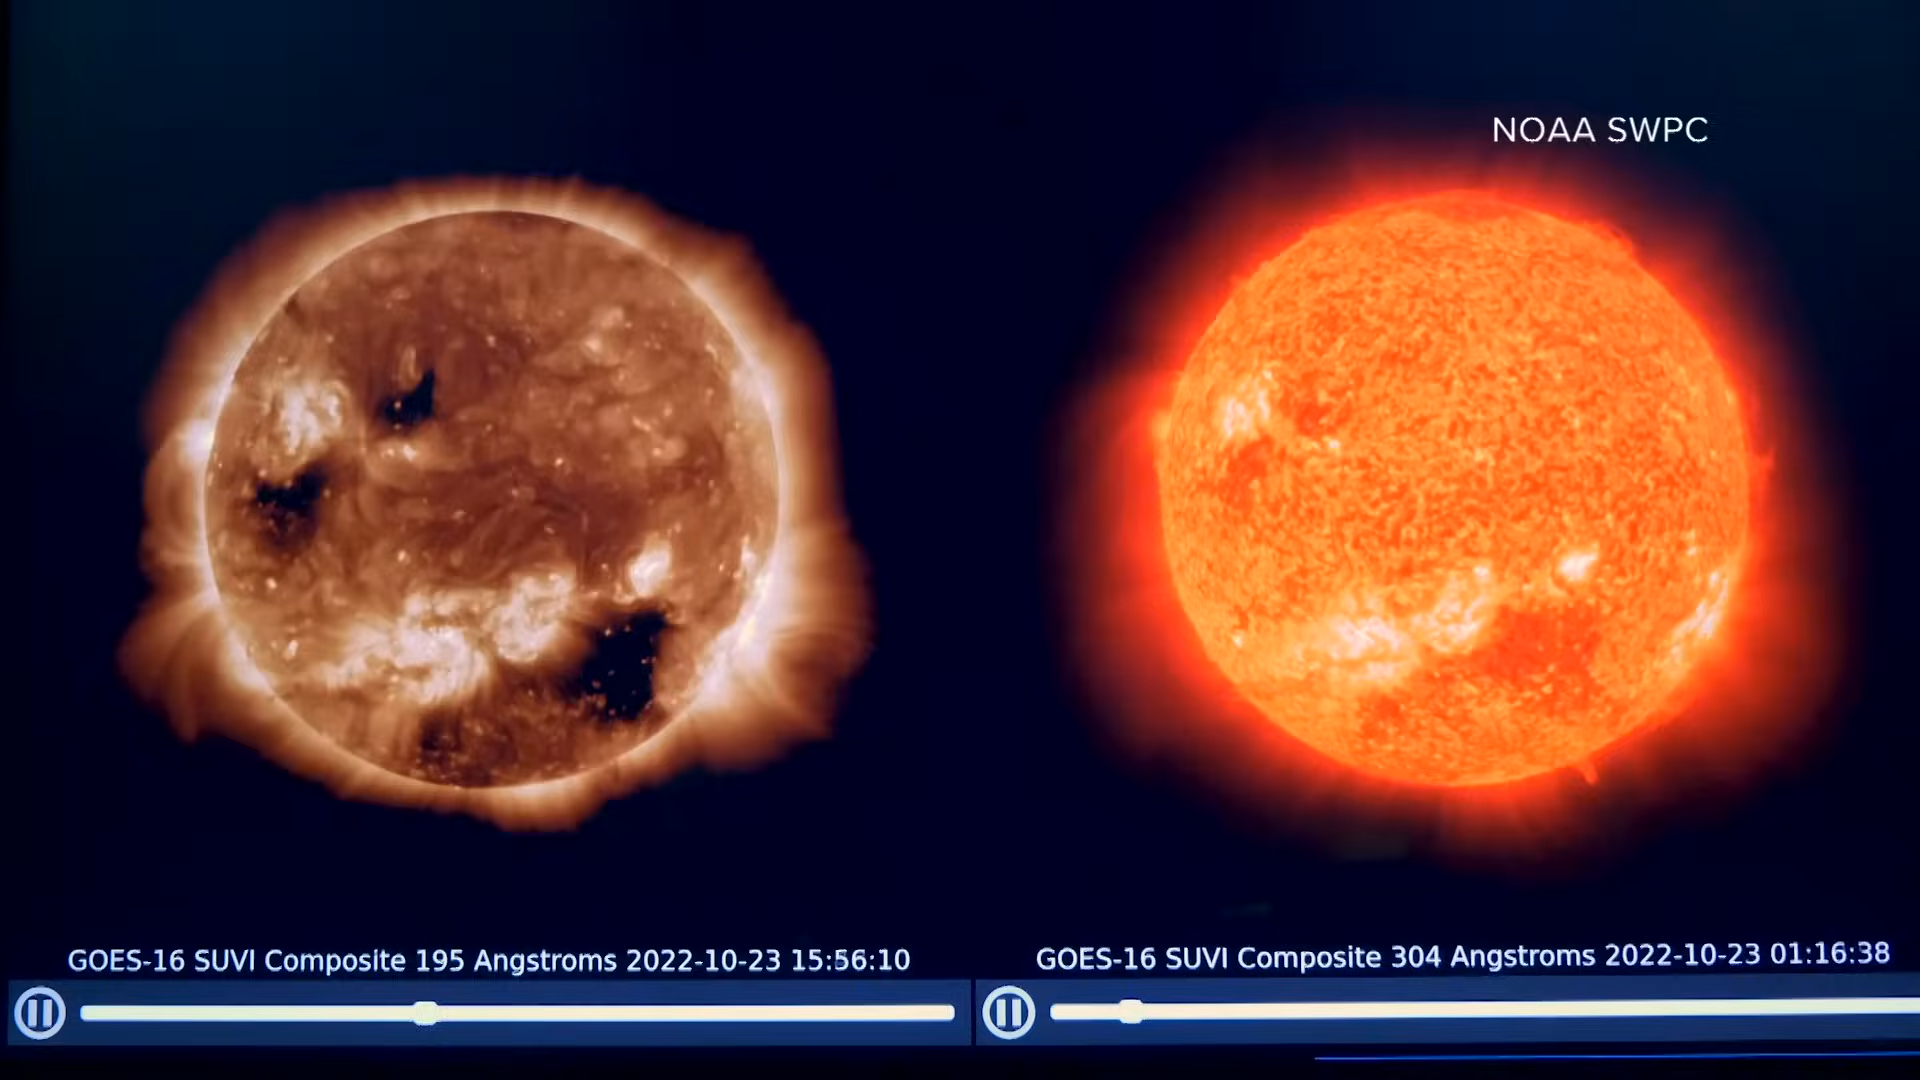 NOAA SWPC
GOES-16 SUVI Composite 195 Angstroms 2022-10-23 15:56:10
GOES-16 SUVI Composite 304 Angstroms 2022-10-23 01:16:38